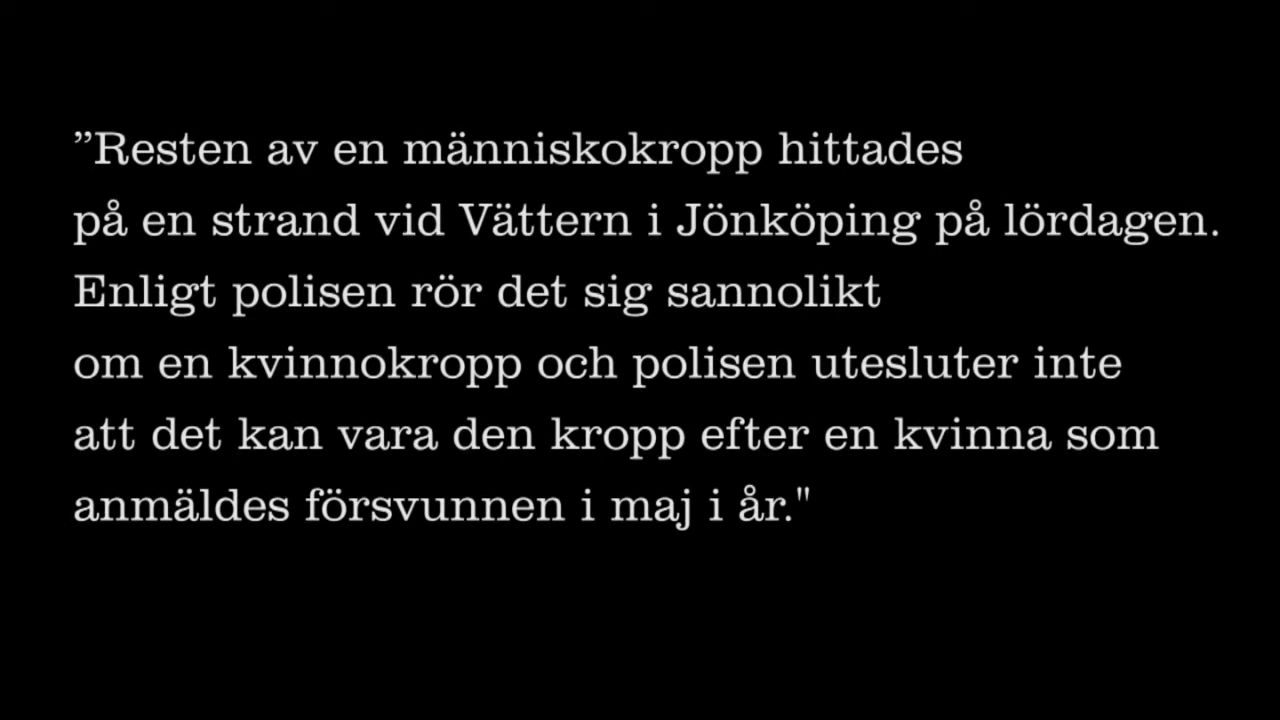 ”Resten av en människokropp hittades
på en strand vid Vättern i Jönköping på lördagen.
Enligt polisen rör det sig sannolikt
om en kvinnokropp och polisen utesluter inte
att det kan vara den kropp efter en kvinna som
anmäldes försvunnen i maj i år."